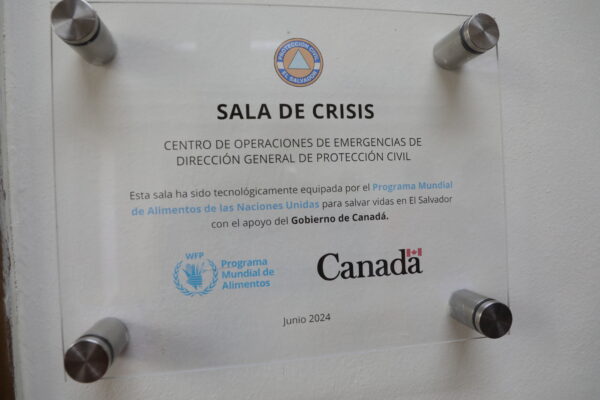 PROTECCIÓN CIVIL
EL SALVADOR
SALA DE CRISIS
CENTRO DE OPERACIONES DE EMERGENCIAS DE
DIRECCIÓN GENERAL DE PROTECCIÓN CIVIL
Esta sala ha sido tecnológicamente equipada por el Programa Mundial
de Alimentos de las Naciones Unidas para salvar vidas en El Salvador
con el apoyo del Gobierno de Canadá.
WFP
Programa
Mundial de
Alimentos
Canada
Junio 2024